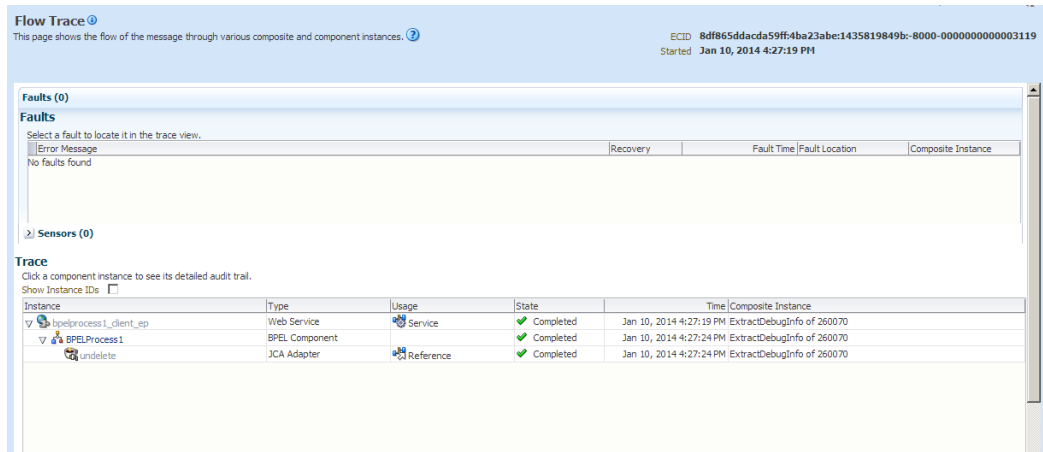 Flow Trace
This page shows the flow of the message through various composite and component instances.
ECID 8df865ddacda59ff:4ba23abe:1435819849b:-8000-0000000000003119
Started Jan 10, 2014 4:27:19 PM
Faults (0)
Faults
Select a fault to locate it in the trace view.
Error Message Recovery Fault Time Fault Location Composite Instance
No faults found
Sensors (0)
Trace
Click a component instance to see its detailed audit trail.
Show Instance IDs
Instance Type Usage State Time Composite Instance
bpelprocess1_client_ep Web Service Service Completed Jan 10, 2014 4:27:19 PM ExtractDebugInfo of 260070
BPELProcess1 BPEL Component Completed Jan 10, 2014 4:27:24 PM ExtractDebugInfo of 260070
undelete JCA Adapter Reference Completed Jan 10, 2014 4:27:24 PM ExtractDebugInfo of 260070